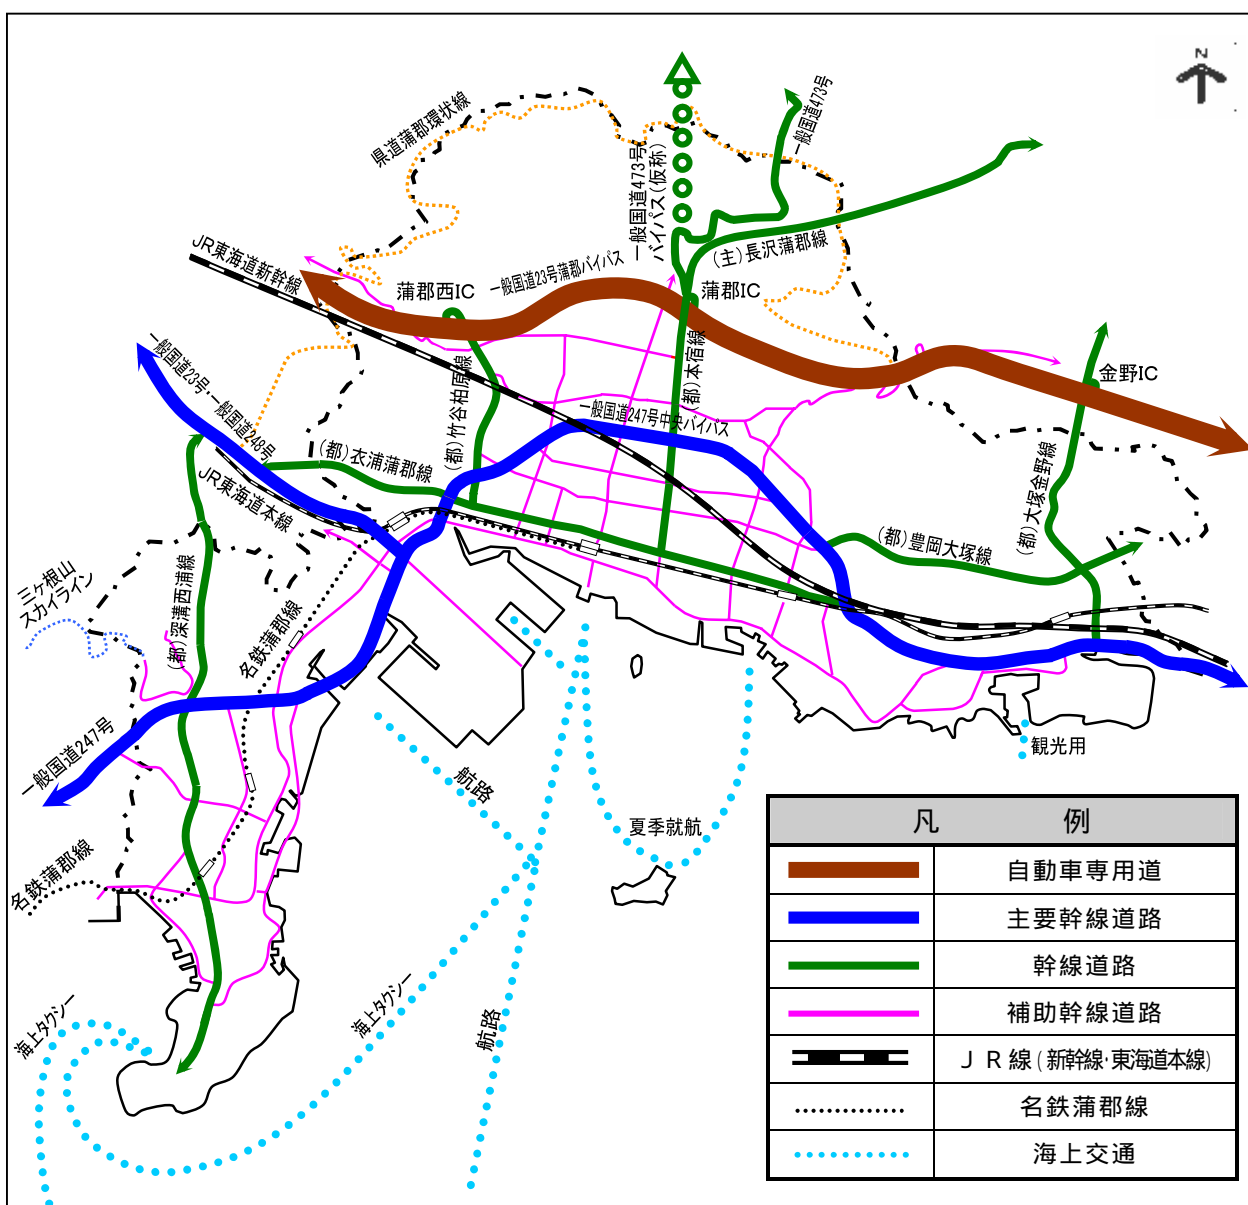 N
県道蒲郡環状線
一般国道473号
バイパス(仮称)
一般国道473号
(主)長沢蒲郡線
JR東海道新幹線
蒲郡西IC
一般国道23号蒲郡バイパス
蒲郡IC
金野IC
一般国道23号・一般国道248号
(都)竹谷柏原線
(都)本宿線
一般国道247号中央バイパス
(都)衣浦蒲郡線
JR東海道本線
(都)大塚金野線
(都)豊岡大塚線
三ヶ根山
スカイライン
(都)深溝西浦線
名鉄蒲郡線
一般国道247号
観光用
航路
夏季就航
名鉄蒲郡線
海上タクシー
海上タクシー
航路
凡 例
自動車専用道
主要幹線道路
幹線道路
補助幹線道路
JR線(新幹線・東海道本線)
名鉄蒲郡線
海上交通